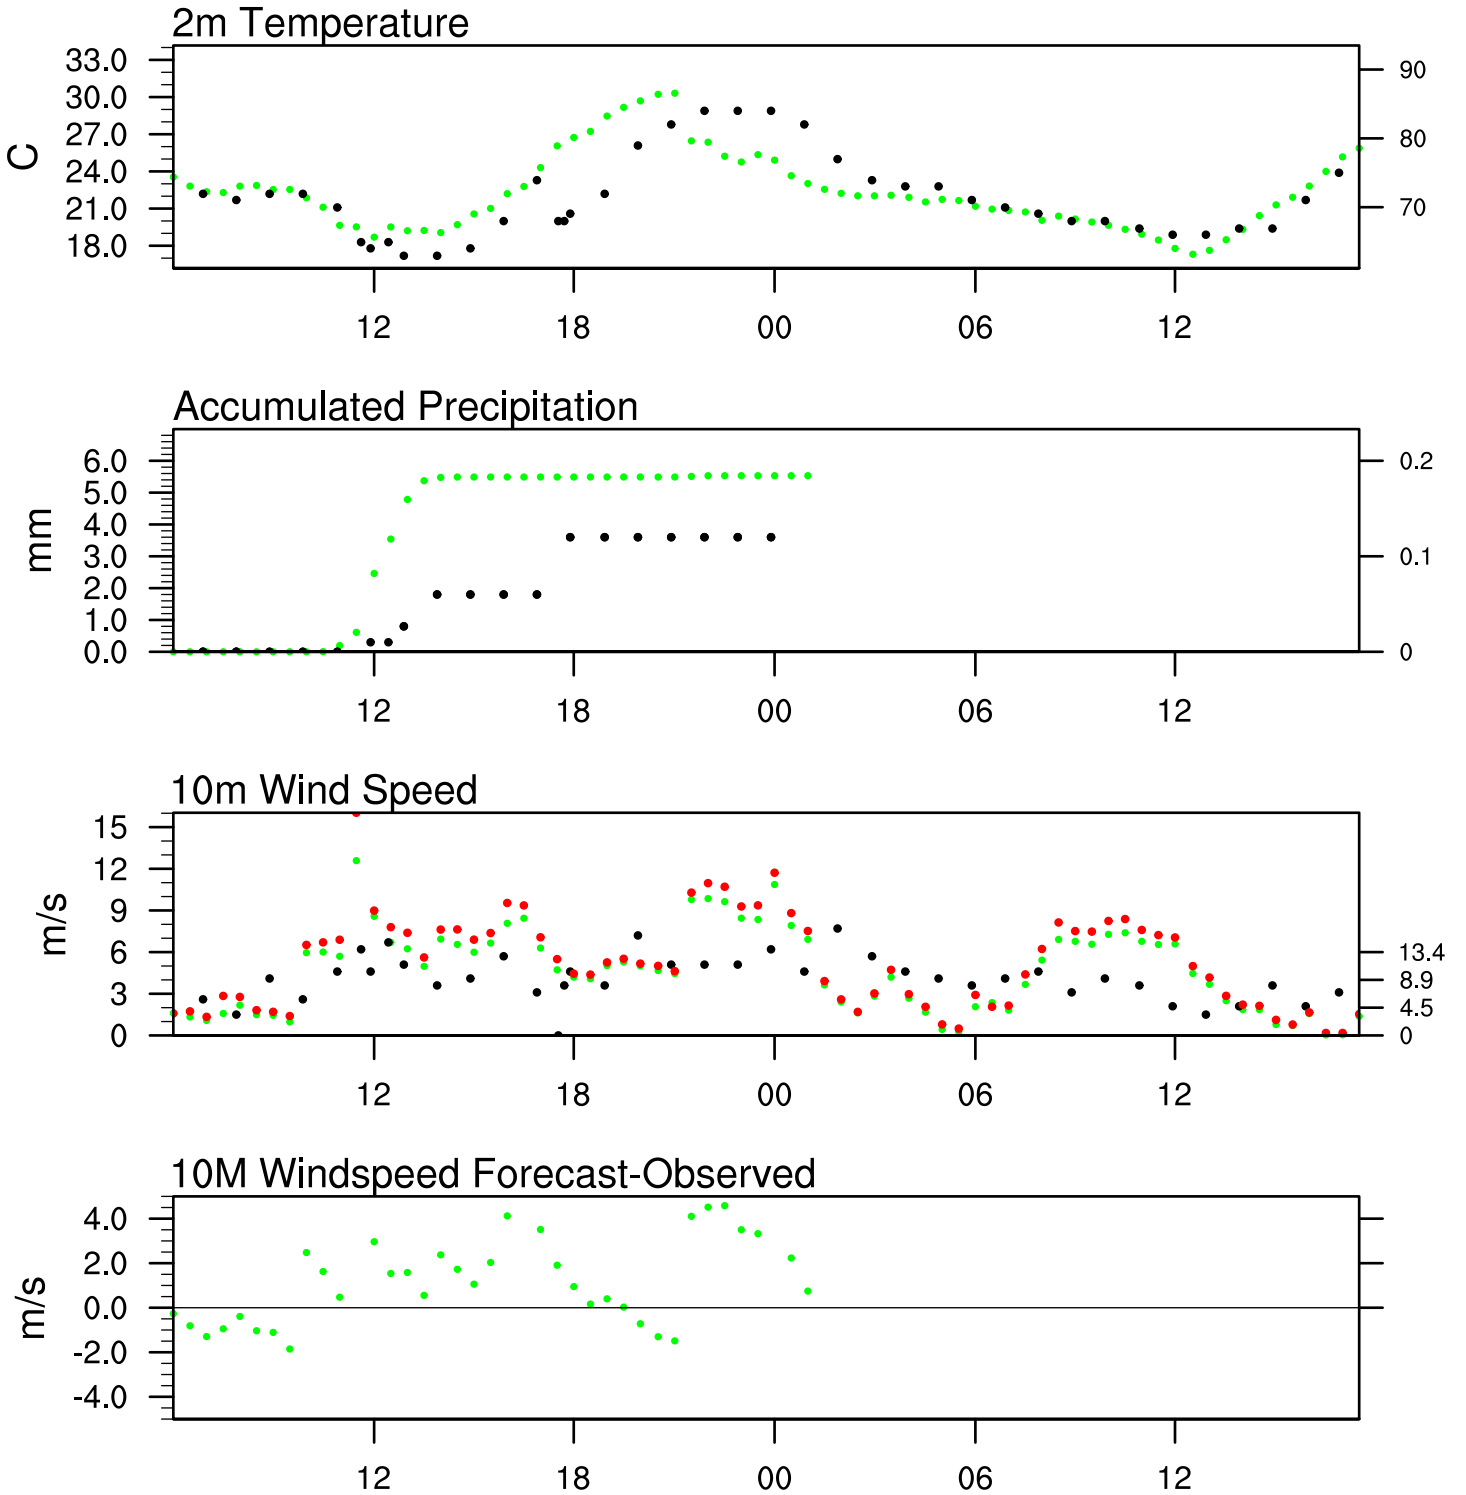 2m Temperature
33.0
30.0
27.0
24.0
21.0
18.0
C
90
80
70
12 18 00 06 12
Accumulated Precipitation
6.0
5.0
4.0
3.0
2.0
1.0
0.0
mm
0.2
0.1
0
12 18 00 06 12
10m Wind Speed
15
12
9
6
3
0
m/s
13.4
8.9
4.5
0
12 18 00 06 12
10M Windspeed Forecast-Observed
4.0
2.0
0.0
-2.0
-4.0
m/s
12 18 00 06 12